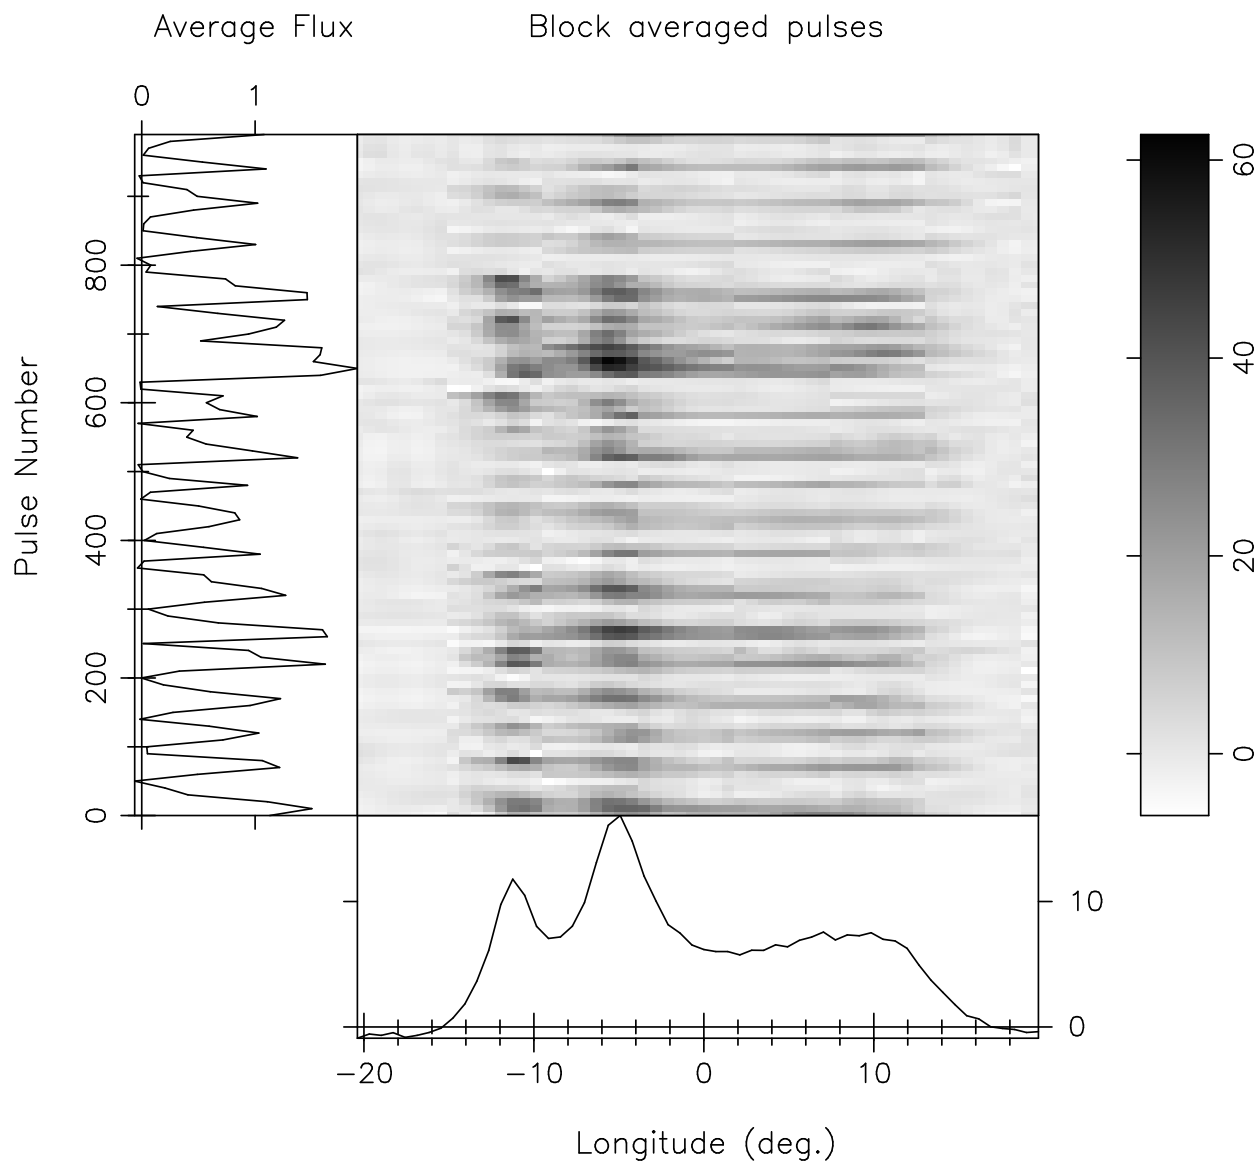 Average Flux
Block averaged pulses
0 1
Pulse Number
0 200 400 600 800
0 20 40 60
10
0
−20 −10 0 10
Longitude (deg.)